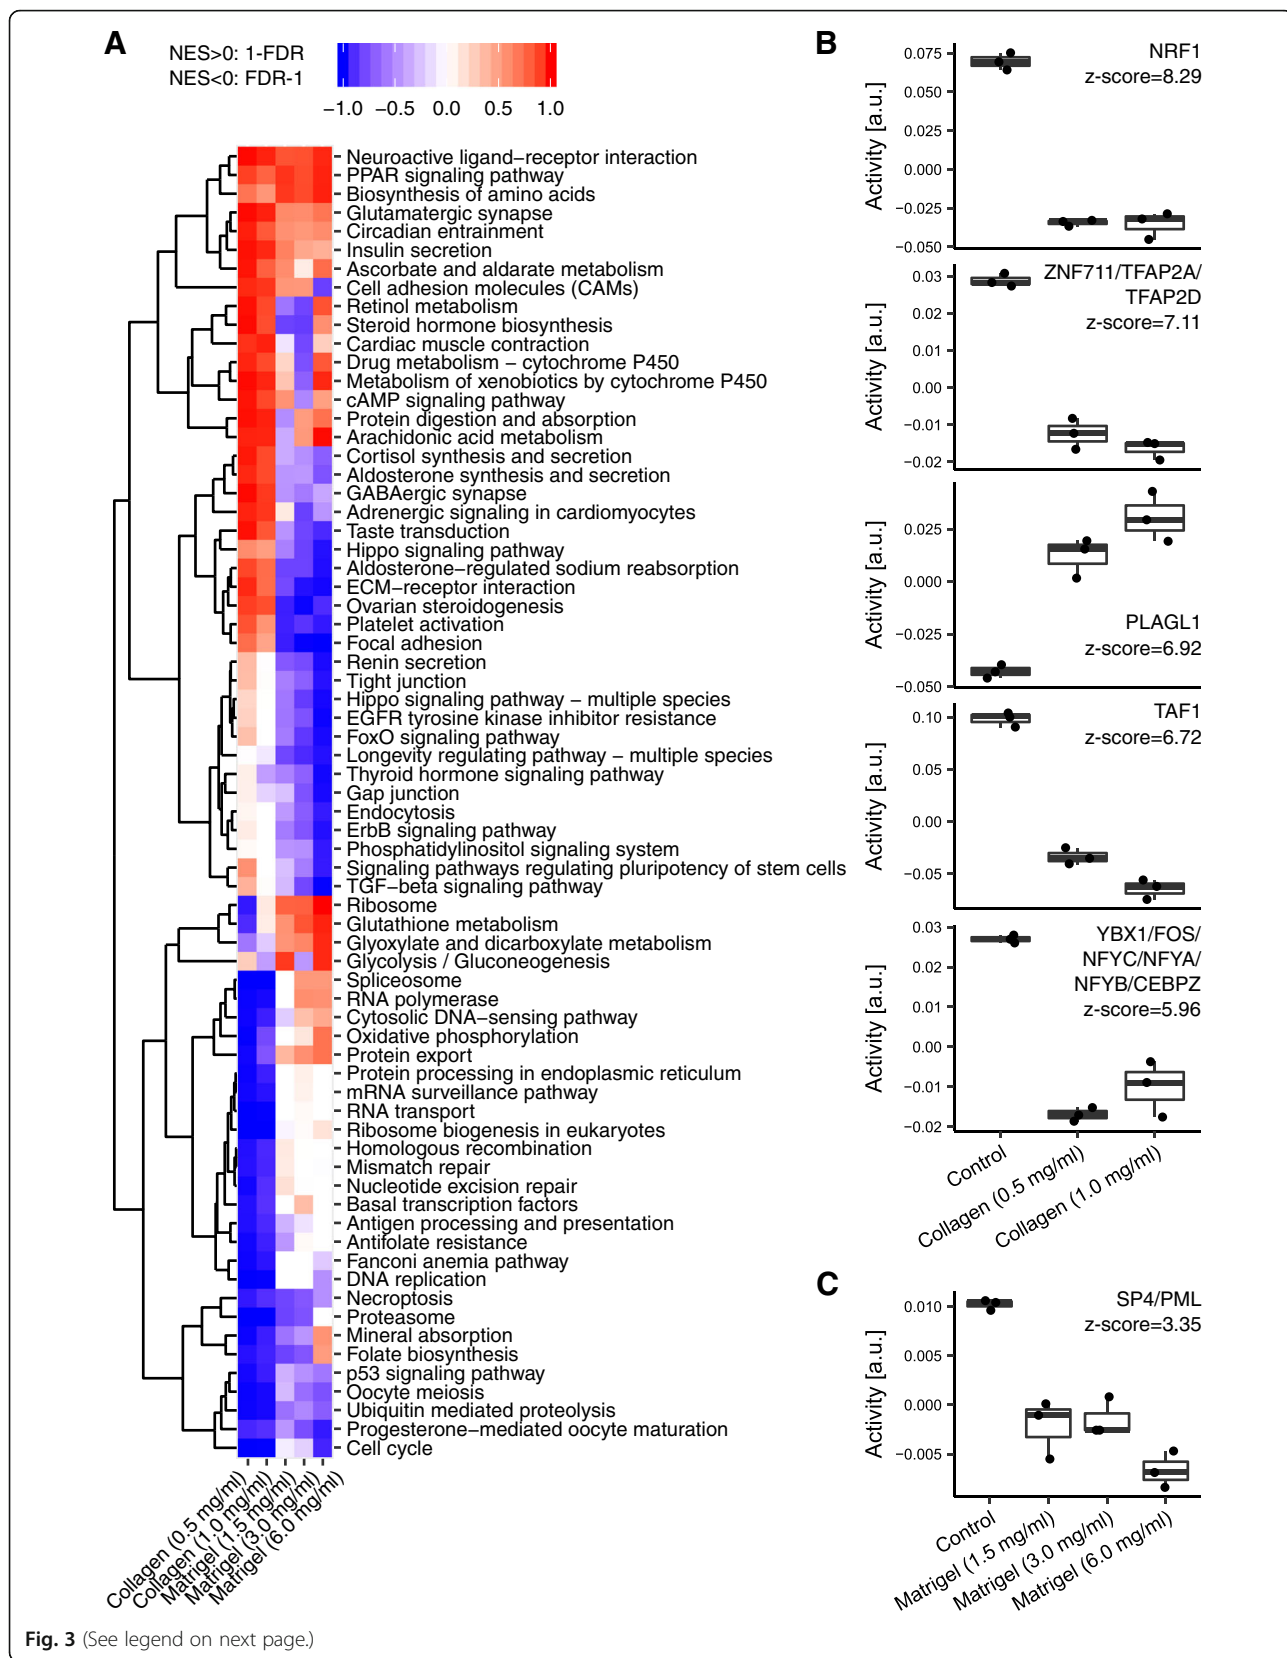 A
NES>0: 1-FDR
NES<0: FDR-1
−1.0 −0.5 0.0 0.5 1.0
Neuroactive ligand−receptor interaction
PPAR signaling pathway
Biosynthesis of amino acids
Glutamatergic synapse
Circadian entrainment
Insulin secretion
Ascorbate and aldarate metabolism
Cell adhesion molecules (CAMs)
Retinol metabolism
Steroid hormone biosynthesis
Cardiac muscle contraction
Drug metabolism − cytochrome P450
Metabolism of xenobiotics by cytochrome P450
cAMP signaling pathway
Protein digestion and absorption
Arachidonic acid metabolism
Cortisol synthesis and secretion
Aldosterone synthesis and secretion
GABAergic synapse
Adrenergic signaling in cardiomyocytes
Taste transduction
Hippo signaling pathway
Aldosterone−regulated sodium reabsorption
ECM−receptor interaction
Ovarian steroidogenesis
Platelet activation
Focal adhesion
Renin secretion
Tight junction
Hippo signaling pathway − multiple species
EGFR tyrosine kinase inhibitor resistance
FoxO signaling pathway
Longevity regulating pathway − multiple species
Thyroid hormone signaling pathway
Gap junction
Endocytosis
ErbB signaling pathway
Phosphatidylinositol signaling system
Signaling pathways regulating pluripotency of stem cells
TGF−beta signaling pathway
Ribosome
Glutathione metabolism
Glyoxylate and dicarboxylate metabolism
Glycolysis / Gluconeogenesis
Spliceosome
RNA polymerase
Cytosolic DNA−sensing pathway
Oxidative phosphorylation
Protein export
Protein processing in endoplasmic reticulum
mRNA surveillance pathway
RNA transport
Ribosome biogenesis in eukaryotes
Homologous recombination
Mismatch repair
Nucleotide excision repair
Basal transcription factors
Antigen processing and presentation
Antifolate resistance
Fanconi anemia pathway
DNA replication
Necroptosis
Proteasome
Mineral absorption
Folate biosynthesis
p53 signaling pathway
Oocyte meiosis
Ubiquitin mediated proteolysis
Progesterone−mediated oocyte maturation
Cell cycle
Collagen (0.5 mg/ml)
Collagen (1.0 mg/ml)
Matrigel (1.5 mg/ml)
Matrigel (3.0 mg/ml)
Matrigel (6.0 mg/ml)
B
Activity [a.u.]
0.075
0.050
0.025
0.000
−0.025
−0.050
NRF1
z-score=8.29
Activity [a.u.]
0.03
0.02
0.01
0.00
−0.01
−0.02
ZNF711/TFAP2A/
TFAP2D
z-score=7.11
Activity [a.u.]
0.025
0.000
−0.025
−0.050
PLAGL1
z-score=6.92
Activity [a.u.]
0.10
0.05
0.00
−0.05
TAF1
z-score=6.72
Activity [a.u.]
0.03
0.02
0.01
0.00
−0.01
−0.02
YBX1/FOS/
NFYC/NFYA/
NFYB/CEBPZ
z-score=5.96
Control
Collagen (0.5 mg/ml)
Collagen (1.0 mg/ml)
C
Activity [a.u.]
0.010
0.005
0.000
−0.005
SP4/PML
z-score=3.35
Control
Matrigel (1.5 mg/ml)
Matrigel (3.0 mg/ml)
Matrigel (6.0 mg/ml)
Fig. 3 (See legend on next page.)